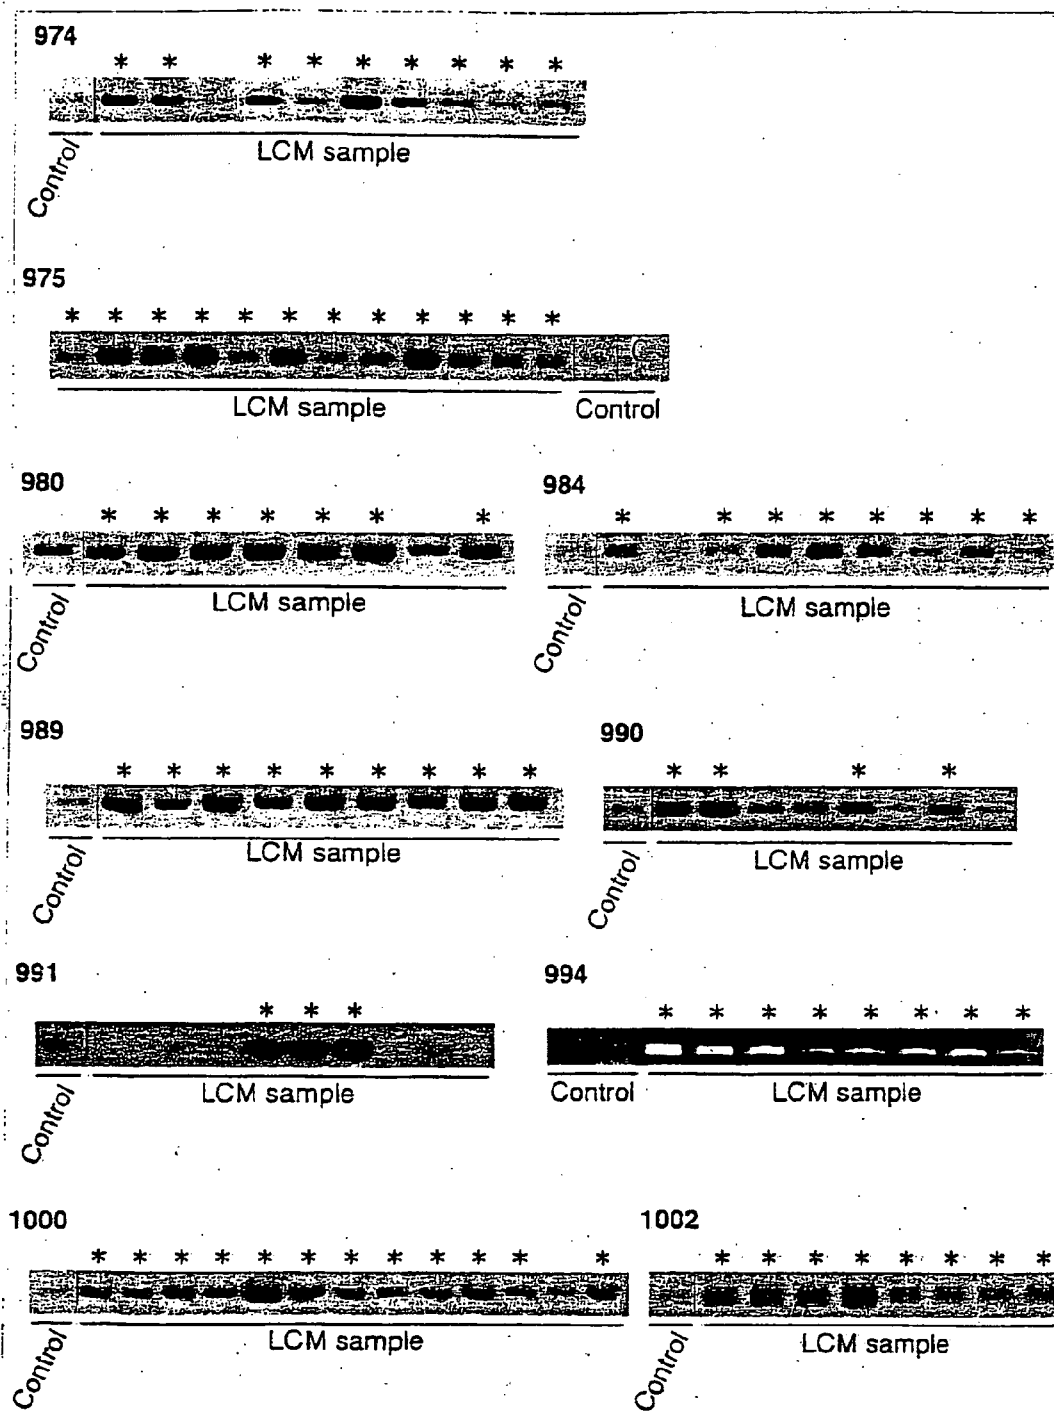 974
* * * * * * * * *
Control
LCM sample
975
* * * * * * * * * * * *
LCM sample
Control
980
* * * * * * *
Control
LCM sample
984
* * * * * * * *
Control
LCM sample
989
* * * * * * * * *
Control
LCM sample
990
* * * *
Control
LCM sample
991
* * *
Control
LCM sample
994
* * * * * * * *
Control
LCM sample
1000
* * * * * * * * * * * *
Control
LCM sample
1002
* * * * * * * *
Control
LCM sample